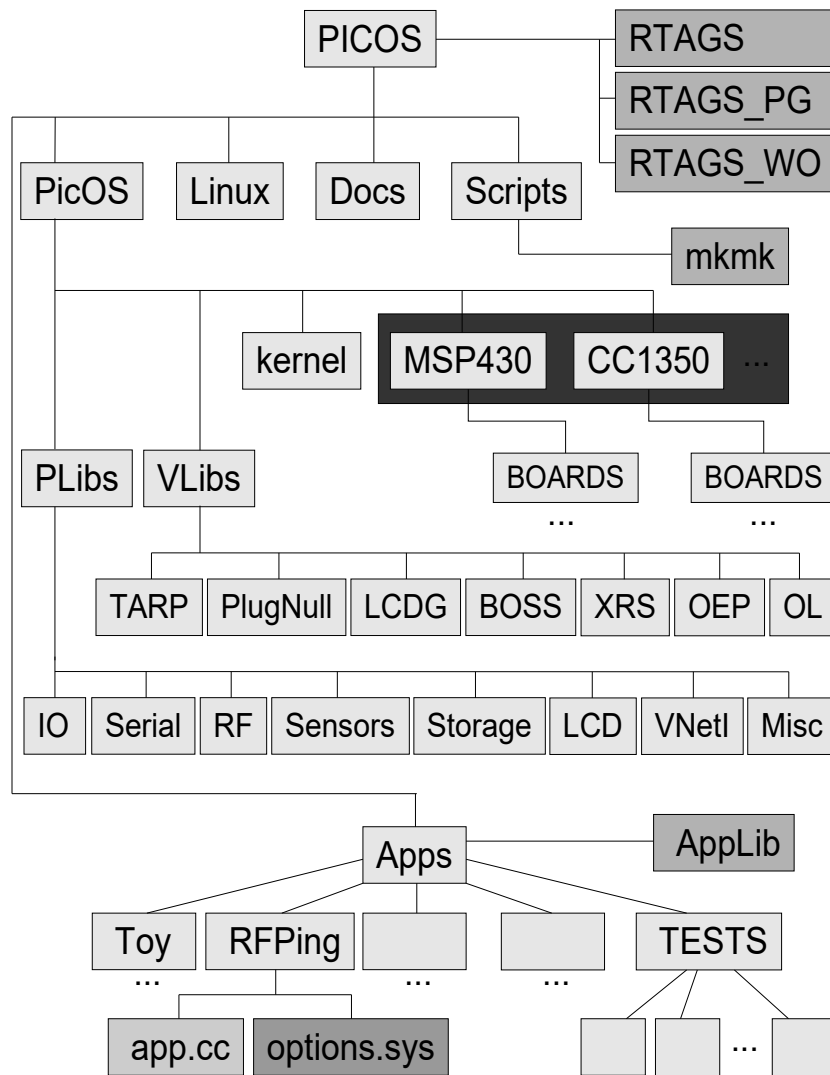 PICOS
RTAGS
RTAGS_PG
RTAGS_WO
PicOS
Linux
Docs
Scripts
mkmk
kernel
MSP430
CC1350
...
PLibs
VLibs
BOARDS
BOARDS
...
...
TARP
PlugNull
LCDG
BOSS
XRS
OEP
OL
IO
Serial
RF
Sensors
Storage
LCD
VNetI
Misc
Apps
AppLib
Toy
RFPing
TESTS
...
...
...
app.cc
options.sys
...